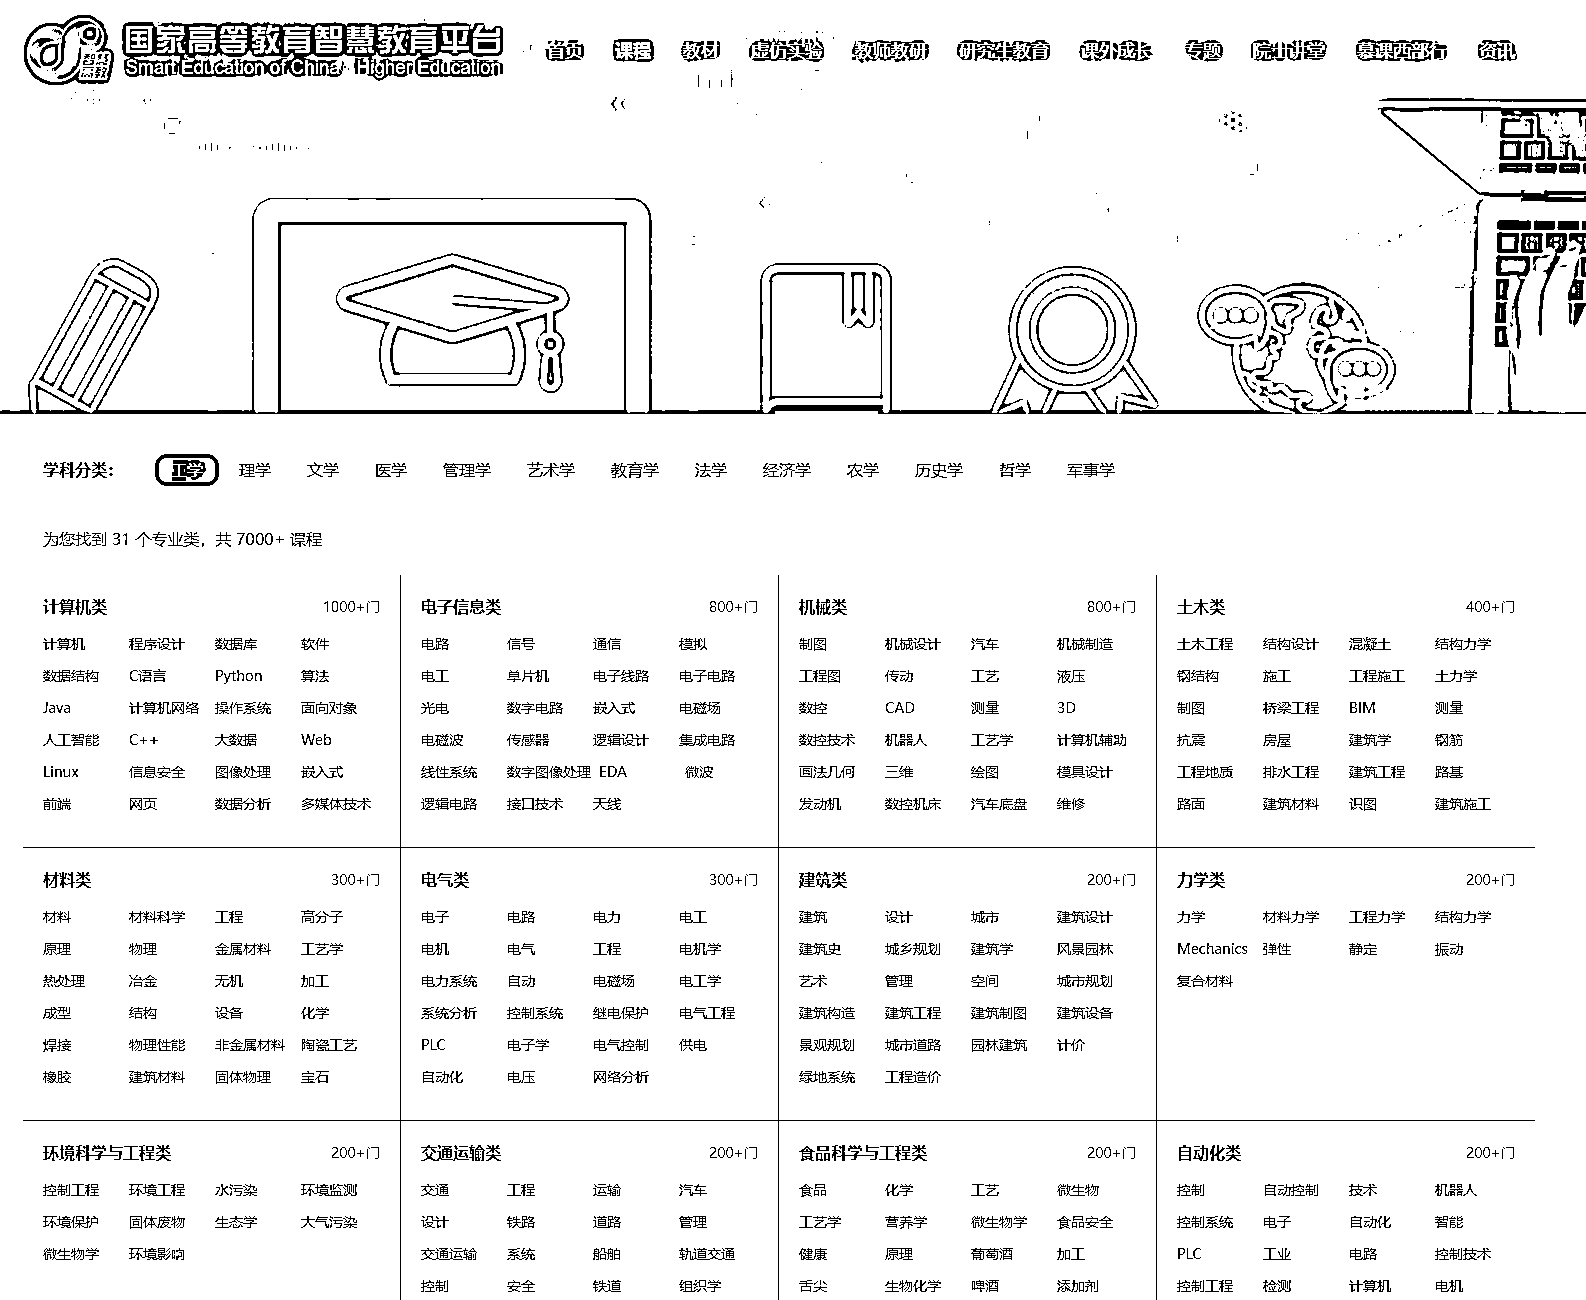 国家高等教育智慧教育平台
Smart Education of China Higher Education
首页 课程 教材 虚仿实验 教师教研 研究生教育 课外成长 专题 院士讲堂 慕课西部行 资讯
学科分类： 工学 理学 文学 医学 管理学 艺术学 教育学 法学 经济学 农学 历史学 哲学 军事学
为您找到 31 个专业类，共 7000+ 课程
计算机类 1000+门
计算机 程序设计 数据库 软件
数据结构 C语言 Python 算法
Java 计算机网络 操作系统 面向对象
人工智能 C++ 大数据 Web
Linux 信息安全 图像处理 嵌入式
前端 网页 数据分析 多媒体技术
电子信息类 800+门
电路 信号 通信 模拟
电工 单片机 电子线路 电子电路
光电 数字电路 嵌入式 电磁场
电磁波 传感器 逻辑设计 集成电路
线性系统 数字图像处理 EDA 微波
逻辑电路 接口技术 天线
机械类 800+门
制图 机械设计 汽车 机械制造
工程图 传动 工艺 液压
数控 CAD 测量 3D
数控技术 机器人 工艺学 计算机辅助
画法几何 三维 绘图 模具设计
发动机 数控机床 汽车底盘 维修
土木类 400+门
土木工程 结构设计 混凝土 结构力学
钢结构 施工 工程施工 土力学
制图 桥梁工程 BIM 测量
抗震 房屋 建筑学 钢筋
工程地质 排水工程 建筑工程 路基
路面 建筑材料 识图 建筑施工
材料类 300+门
材料 材料科学 工程 高分子
原理 物理 金属材料 工艺学
热处理 冶金 无机 加工
成型 结构 设备 化学
焊接 物理性能 非金属材料 陶瓷工艺
橡胶 建筑材料 固体物理 宝石
电气类 300+门
电子 电路 电力 电工
电机 电气 工程 电机学
电力系统 自动 电磁场 电工学
系统分析 控制系统 继电保护 电气工程
PLC 电子学 电气控制 供电
自动化 电压 网络分析
建筑类 200+门
建筑 设计 城市 建筑设计
建筑史 城乡规划 建筑学 风景园林
艺术 管理 空间 城市规划
建筑构造 建筑工程 建筑制图 建筑设备
景观规划 城市道路 园林建筑 计价
绿地系统 工程造价
力学类 200+门
力学 材料力学 工程力学 结构力学
Mechanics 弹性 静定 振动
复合材料
环境科学与工程类 200+门
控制工程 环境工程 水污染 环境监测
环境保护 固体废物 生态学 大气污染
微生物学 环境影响
交通运输类 200+门
交通 工程 运输 汽车
设计 铁路 道路 管理
交通运输 系统 船舶 轨道交通
控制 安全 铁道 组织学
食品科学与工程类 200+门
食品 化学 工艺 微生物
工艺学 营养学 微生物学 食品安全
健康 原理 葡萄酒 加工
舌尖 生物化学 啤酒 添加剂
自动化类 200+门
控制 自动控制 技术 机器人
控制系统 电子 自动化 智能
PLC 工业 电路 控制技术
控制工程 检测 计算机 电机